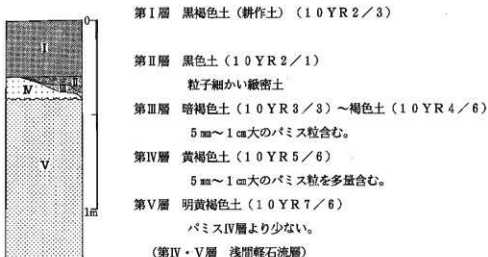 0
第Ⅰ層 黒褐色土(耕作土)(10YR2/3)
Ⅰ
第Ⅱ層 黒色土(10YR2/1)
粒子細かい緻密土
Ⅱ
Ⅲ
Ⅳ
第Ⅲ層 暗褐色土(10YR3/3)~褐色土(10YR4/6)
5㎜~1㎝大のパミス粒含む。
第Ⅳ層 黄褐色土(10YR5/6)
5㎜~1㎝大のパミス粒を多量含む。
Ⅴ
第Ⅴ層 明黄褐色土(10YR7/6)
1m
パミスⅣ層より少ない。
(第Ⅳ・Ⅴ層 浅間軽石流層)